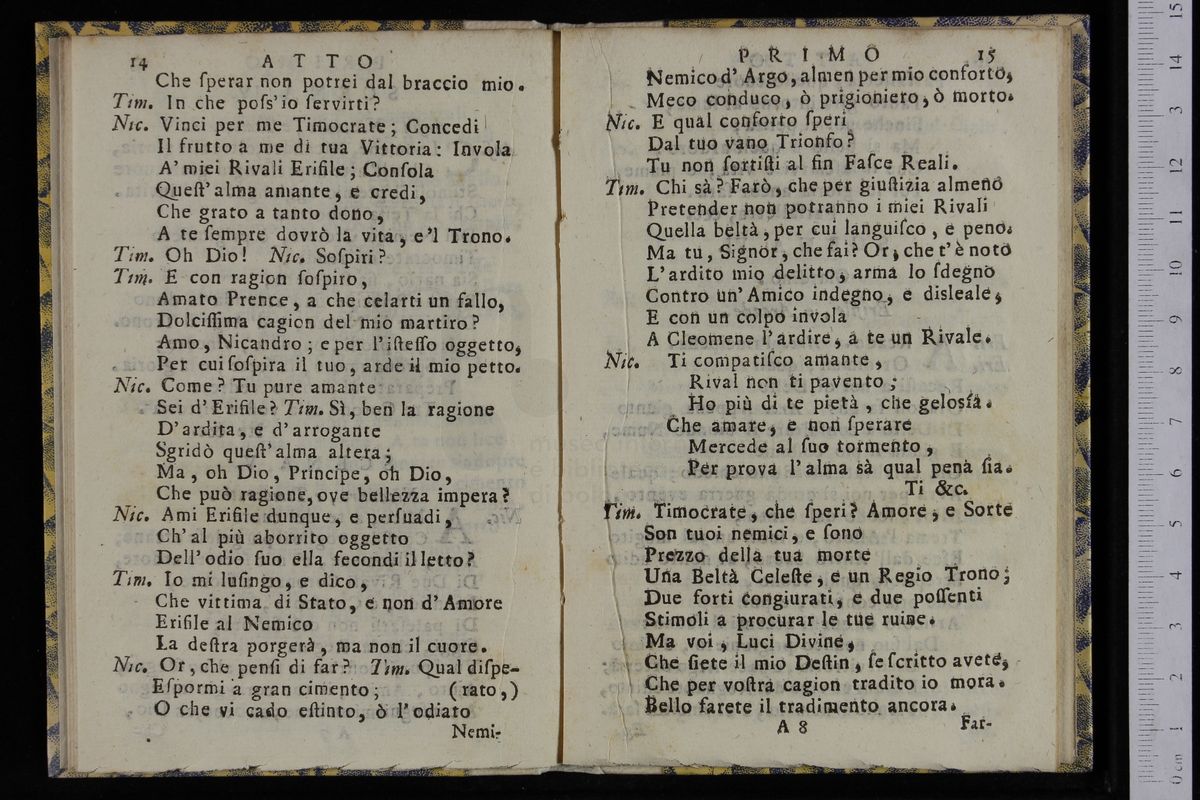 14 ATTO
Che ſperar non potrei dal braccio mio.
Tim. In che poſs'io ſervirti?
Nic. Vinci per me Timocrate; Concedi
Il frutto a me di tua Vittoria: Invola
A' miei Rivali Erifile; Conſola
Queſt'alma amante, e credi,
Che grato a tanto dono,
A te ſempre dovrò la vita, e'l Trono.
Tim. Oh Dio! Nic. Soſpiri?
Tim. E con ragion ſoſpiro,
Amato Prence, a che celarti un fallo,
Dolciſſima cagion del mio martiro?
Amo, Nicandro; e per l'iſteſſo oggetto,
Per cui ſoſpira il tuo, arde il mio petto.
Nic. Come? Tu pure amante
Sei d'Erifile? Tim. Sì, ben la ragione
D'ardita, e d'arrogante
Sgridò queſt'alma altera;
Ma, oh Dio, Principe, oh Dio,
Che può ragione, ove bellezza impera?
Nic. Ami Erifile dunque, e perſuadi,
Ch'al più aborrito oggetto
Dell'odio ſuo ella ſecondi il letto?
Tim. Io mi luſingo, e dico,
Che vittima di Stato, e non d'Amore
Erifile al Nemico
La deſtra porgerà, ma non il cuore.
Nic. Or, che penſi di far? Tim. Qual diſpe-
Eſpormi a gran cimento; (rato,)
O che vi cado eſtinto, ò l'odiato
Nemi-
PRIMO 15
Nemico d'Argo, almen per mio conforto,
Meco conduco, ò prigioniero, ò morto.
Nic. E qual conforto ſperi
Dal tuo vano Trionfo?
Tu non ſortiſti al fin Faſce Reali.
Tim. Chi sà? Farò, che per giuſtizia almeno
Pretender non potranno i miei Rivali
Quella beltà, per cui languiſco, e peno.
Ma tu, Signor, che fai? Or, che t'è noto
L'ardito mio delitto, arma lo ſdegno
Contro un'Amico indegno, e disleale,
E con un colpo invola
A Cleomene l'ardire, a te un Rivale.
Nic. Ti compatiſco amante,
Rival non ti pavento;
Ho più di te pietà, che geloſia.
Che amare, e non ſperare
Mercede al ſuo tormento,
Per prova l'alma sà qual pena ſia.
Ti &c.
Tim. Timocrate, che ſperi? Amore, e Sorte
Son tuoi nemici, e ſono
Prezzo della tua morte
Una Beltà Celeſte, e un Regio Trono;
Due forti congiurati, e due poſſenti
Stimoli a procurar le tue ruine.
Ma voi, Luci Divine,
Che ſiete il mio Deſtin, ſe ſcritto avete,
Che per voſtra cagion tradito io mora.
Bello farete il tradimento ancora.
A 8 Far-